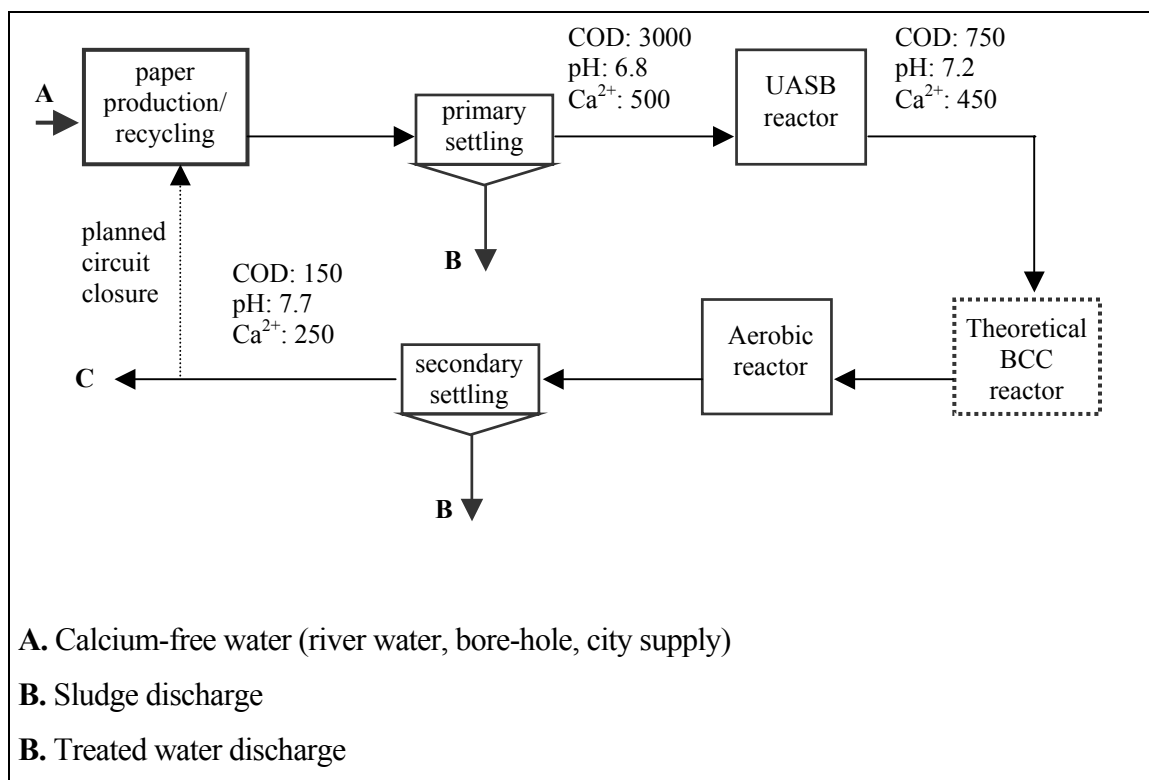 A
paper
production/
recycling
primary
settling
COD: 3000
pH: 6.8
Ca²⁺: 500
UASB
reactor
COD: 750
pH: 7.2
Ca²⁺: 450
planned
circuit
closure
B
COD: 150
pH: 7.7
Ca²⁺: 250
C
secondary
settling
Aerobic
reactor
Theoretical
BCC
reactor
B
A. Calcium-free water (river water, bore-hole, city supply)
B. Sludge discharge
B. Treated water discharge